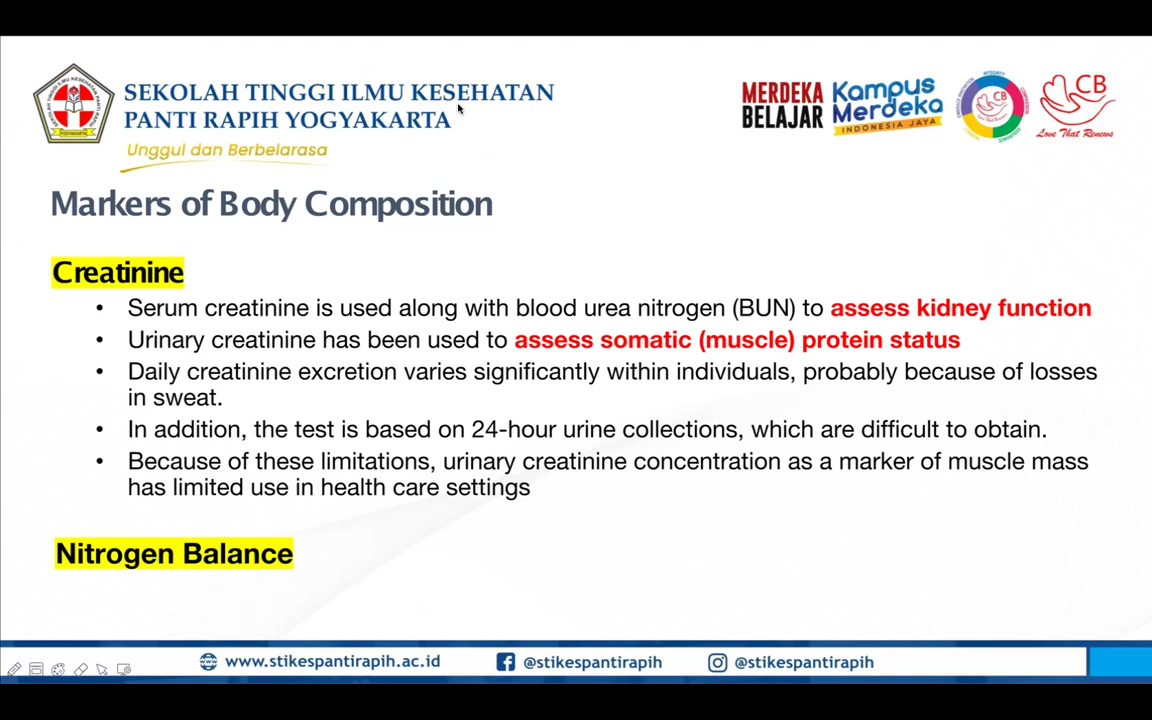 SEKOLAH TINGGI ILMU KESEHATAN
PANTI RAPIH YOGYAKARTA
Unggul dan Berbelarasa
MERDEKA
BELAJAR
Kampus
Merdeka
INDONESIA JAYA
CB
Love That Renews
Markers of Body Composition
Creatinine
• Serum creatinine is used along with blood urea nitrogen (BUN) to assess kidney function
• Urinary creatinine has been used to assess somatic (muscle) protein status
• Daily creatinine excretion varies significantly within individuals, probably because of losses
in sweat.
• In addition, the test is based on 24-hour urine collections, which are difficult to obtain.
• Because of these limitations, urinary creatinine concentration as a marker of muscle mass
has limited use in health care settings
Nitrogen Balance
www.stikespantirapih.ac.id
@stikespantirapih
@stikespantirapih